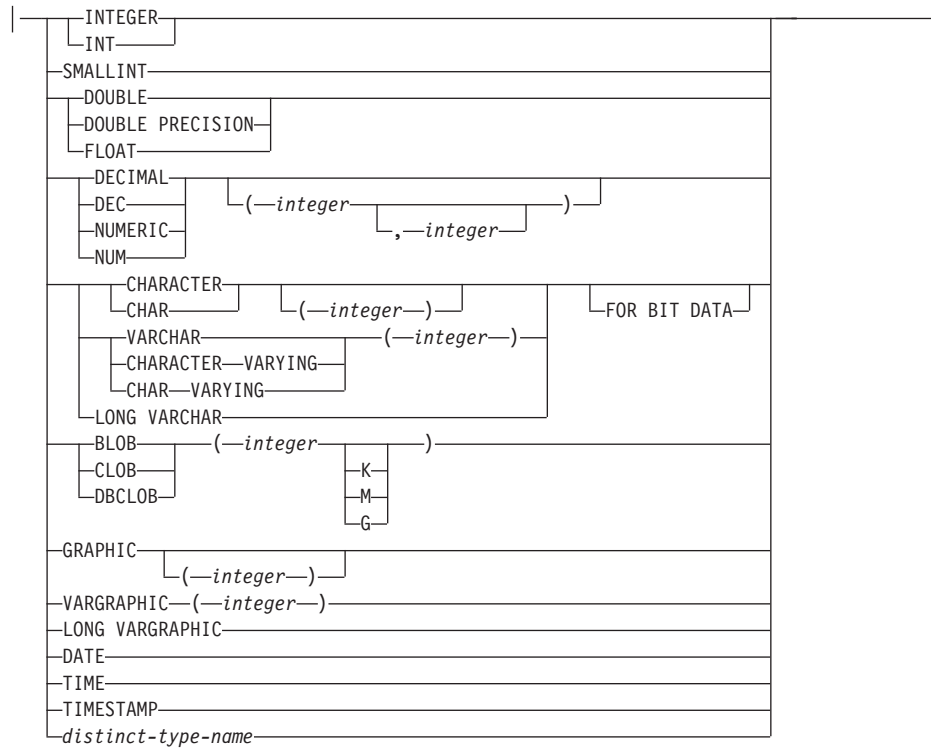 INTEGER
INT
SMALLINT
DOUBLE
DOUBLE PRECISION
FLOAT
DECIMAL
DEC
( integer )
NUMERIC
, integer
NUM
CHARACTER
CHAR
( integer )
FOR BIT DATA
VARCHAR ( integer )
CHARACTER VARYING
CHAR VARYING
LONG VARCHAR
BLOB ( integer )
CLOB
K
DBCLOB
M
G
GRAPHIC
( integer )
VARGRAPHIC ( integer )
LONG VARGRAPHIC
DATE
TIME
TIMESTAMP
distinct-type-name